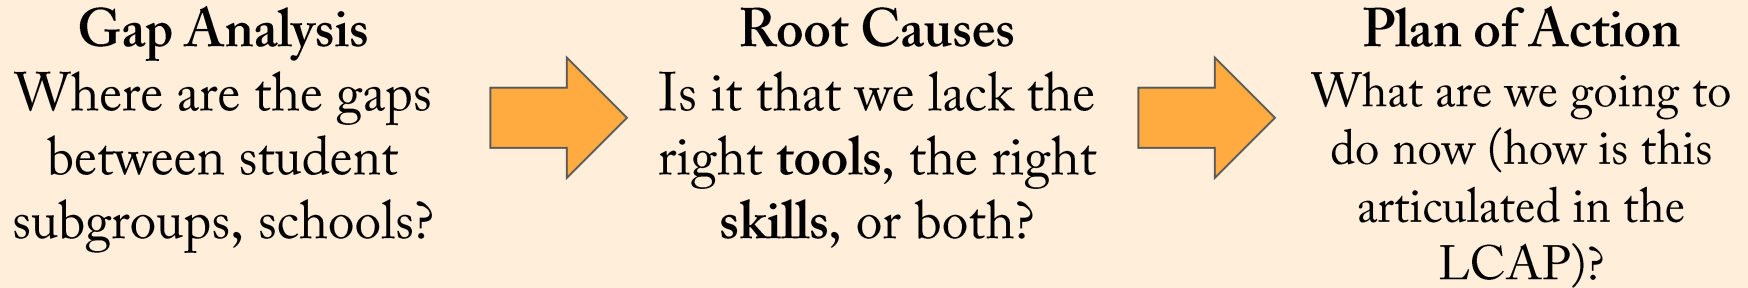 Gap Analysis
Where are the gaps
between student
subgroups, schools?
Root Causes
Is it that we lack the
right tools, the right
skills, or both?
Plan of Action
What are we going to
do now (how is this
articulated in the
LCAP)?